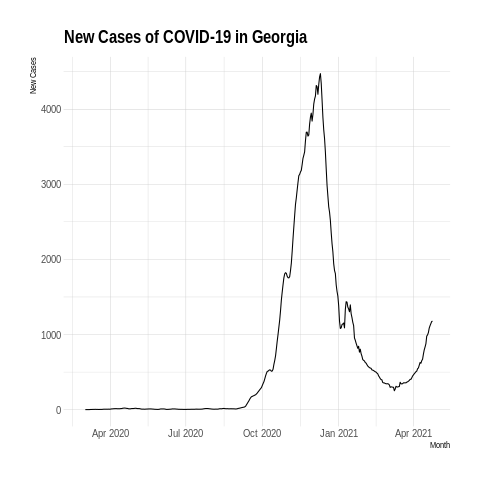 New Cases of COVID-19 in Georgia
New Cases
4000
3000
2000
1000
0
Apr 2020 Jul 2020 Oct 2020 Jan 2021 Apr 2021
Month